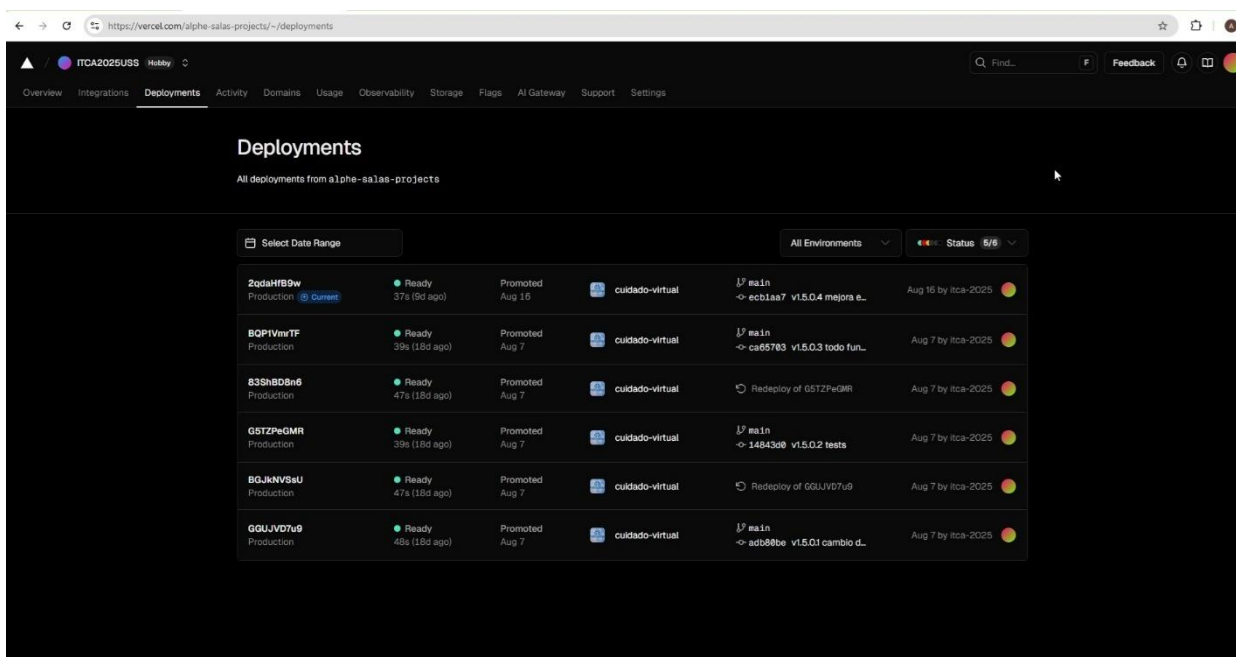 https://vercel.com/alphe-salas-projects/~/deployments
ITCA2025USS Hobby
Find... F Feedback
Overview Integrations Deployments Activity Domains Usage Observability Storage Flags AI Gateway Support Settings
Deployments
All deployments from alphe-salas-projects
Select Date Range All Environments Status 5/6
2qdaHfB9w Ready Promoted main
cuidado-virtual Aug 16 by itca-2025
Production Current 37s (9d ago) Aug 16 ecb1aa7 v1.5.0.4 mejora e...
BQP1VmrTF Ready Promoted main
cuidado-virtual Aug 7 by itca-2025
Production 39s (18d ago) Aug 7 ca65703 v1.5.0.3 todo fun...
83ShBD8n6 Ready Promoted
cuidado-virtual Redeploy of G5TZPeGMR Aug 7 by itca-2025
Production 47s (18d ago) Aug 7
G5TZPeGMR Ready Promoted main
cuidado-virtual Aug 7 by itca-2025
Production 39s (18d ago) Aug 7 14843d0 v1.5.0.2 tests
BGJkNVSsU Ready Promoted
cuidado-virtual Redeploy of GGUJVD7u9 Aug 7 by itca-2025
Production 47s (18d ago) Aug 7
GGUJVD7u9 Ready Promoted main
cuidado-virtual Aug 7 by itca-2025
Production 48s (18d ago) Aug 7 adb80be v1.5.0.1 cambio d...